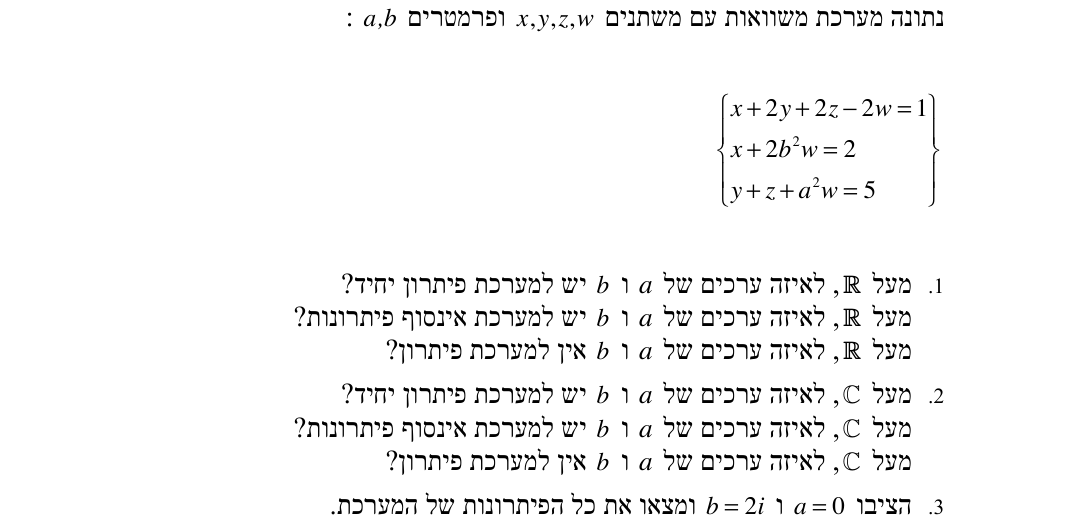 נתונה מערכת משוואות עם משתנים x,y,z,w ופרמטרים a,b :
x+2y+2z−2w=1
x+2b²w=2
y+z+a²w=5
1. מעל ℝ, לאיזה ערכים של a ו b יש למערכת פיתרון יחיד?
מעל ℝ, לאיזה ערכים של a ו b יש למערכת אינסוף פיתרונות?
מעל ℝ, לאיזה ערכים של a ו b אין למערכת פיתרון?
2. מעל ℂ, לאיזה ערכים של a ו b יש למערכת פיתרון יחיד?
מעל ℂ, לאיזה ערכים של a ו b יש למערכת אינסוף פיתרונות?
מעל ℂ, לאיזה ערכים של a ו b אין למערכת פיתרון?
3. הציבו a=0 ו b=2i ומצאו את כל הפיתרונות של המערכת.